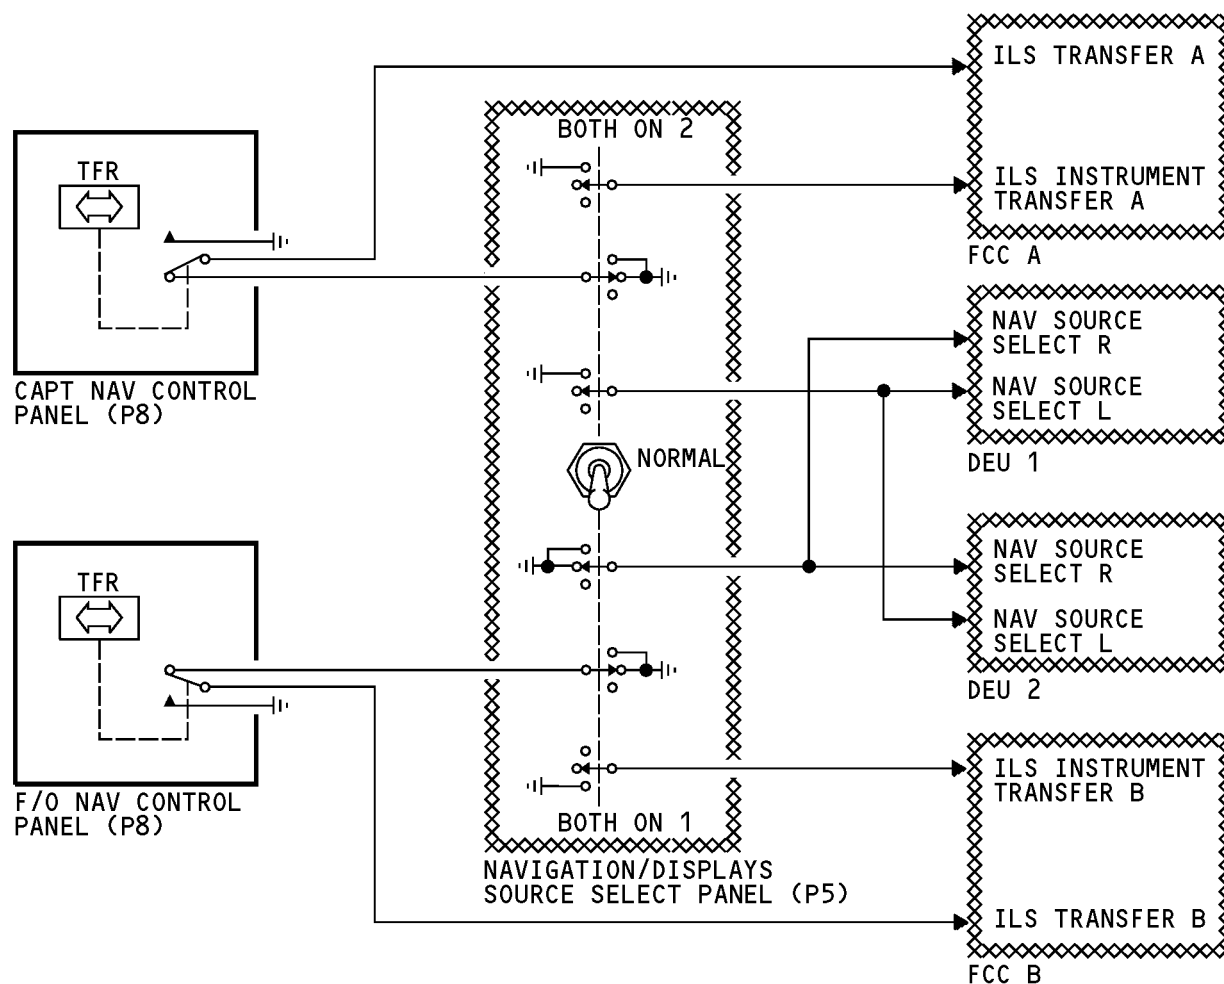 ILS TRANSFER A
ILS INSTRUMENT
TRANSFER A
FCC A
BOTH ON 2
TFR
CAPT NAV CONTROL
PANEL (P8)
NAV SOURCE
SELECT R
NAV SOURCE
SELECT L
DEU 1
NORMAL
NAV SOURCE
SELECT R
NAV SOURCE
SELECT L
DEU 2
TFR
F/O NAV CONTROL
PANEL (P8)
ILS INSTRUMENT
TRANSFER B
BOTH ON 1
NAVIGATION/DISPLAYS
SOURCE SELECT PANEL (P5)
ILS TRANSFER B
FCC B